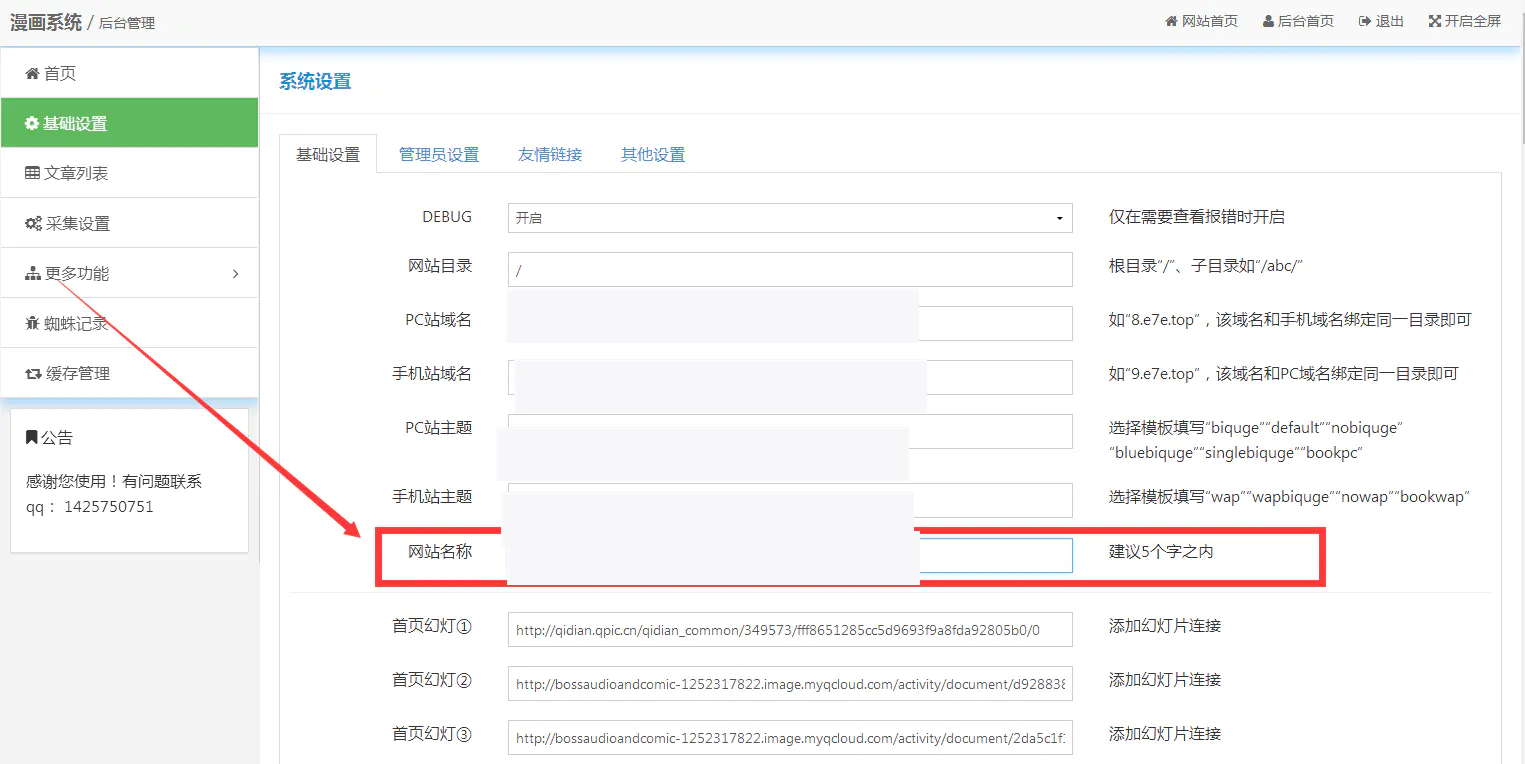 漫画系统 / 后台管理
网站首页 后台首页 退出 开启全屏
首页
基础设置
文章列表
采集设置
更多功能
蜘蛛记录
缓存管理
公告
感谢您使用！有问题联系
qq： 1425750751
系统设置
基础设置 管理员设置 友情链接 其他设置
DEBUG 开启 仅在需要查看报错时开启
网站目录 / 根目录“/”、子目录如“/abc/”
PC站域名 如“8.e7e.top”，该域名和手机域名绑定同一目录即可
手机站域名 如“9.e7e.top”，该域名和PC域名绑定同一目录即可
PC站主题 选择模板填写“biquge”“default”“nobiquge”
“bluebiquge”“singlebiquge”“bookpc”
手机站主题 选择模板填写“wap”“wapbiquge”“nowap”“bookwap”
网站名称 建议5个字之内
首页幻灯① http://qidian.qpic.cn/qidian_common/349573/fff8651285cc5d9693f9a8fda92805b0/0 添加幻灯片连接
首页幻灯② http://bossaudioandcomic-1252317822.image.myqcloud.com/activity/document/d92883 添加幻灯片连接
首页幻灯③ http://bossaudioandcomic-1252317822.image.myqcloud.com/activity/document/2da5c1f 添加幻灯片连接